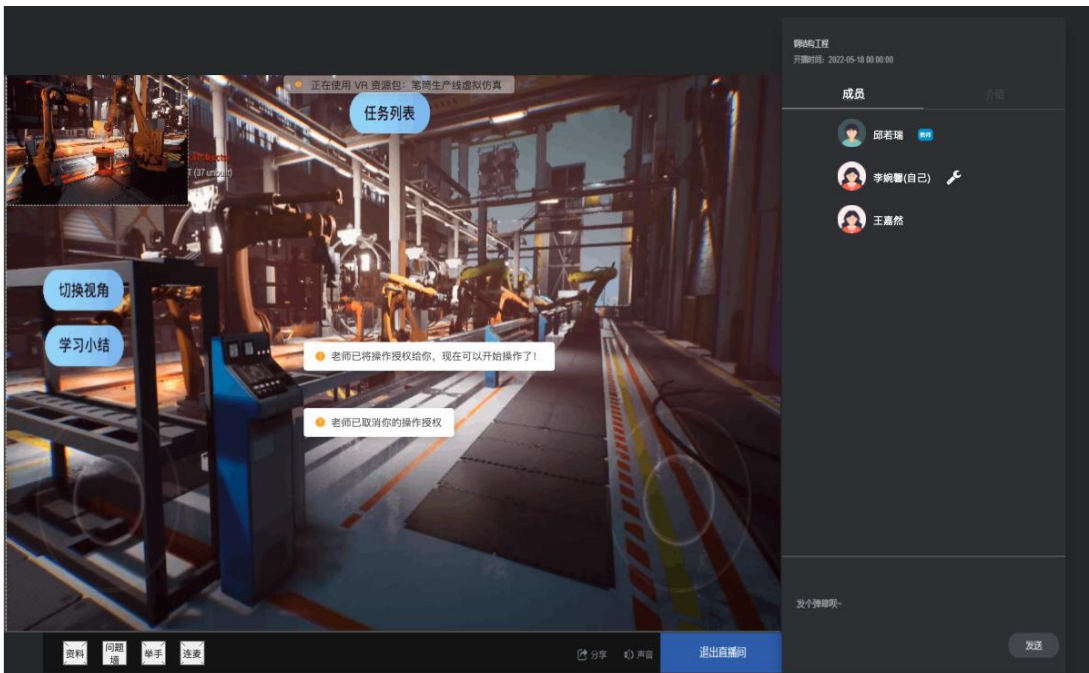 正在使用 VR 资源包：笔筒生产线虚拟仿真
任务列表
切换视角
学习小结
老师已将操作授权给你，现在可以开始操作了！
老师已取消你的操作授权
资料
问题
墙
举手
连麦
分享
声音
退出直播间
钢结构工程
开播时间：2022-05-18 00:00:00
成员
介绍
邱若瑞
教师
李婉馨(自己)
王嘉然
发个弹幕呗~
发送